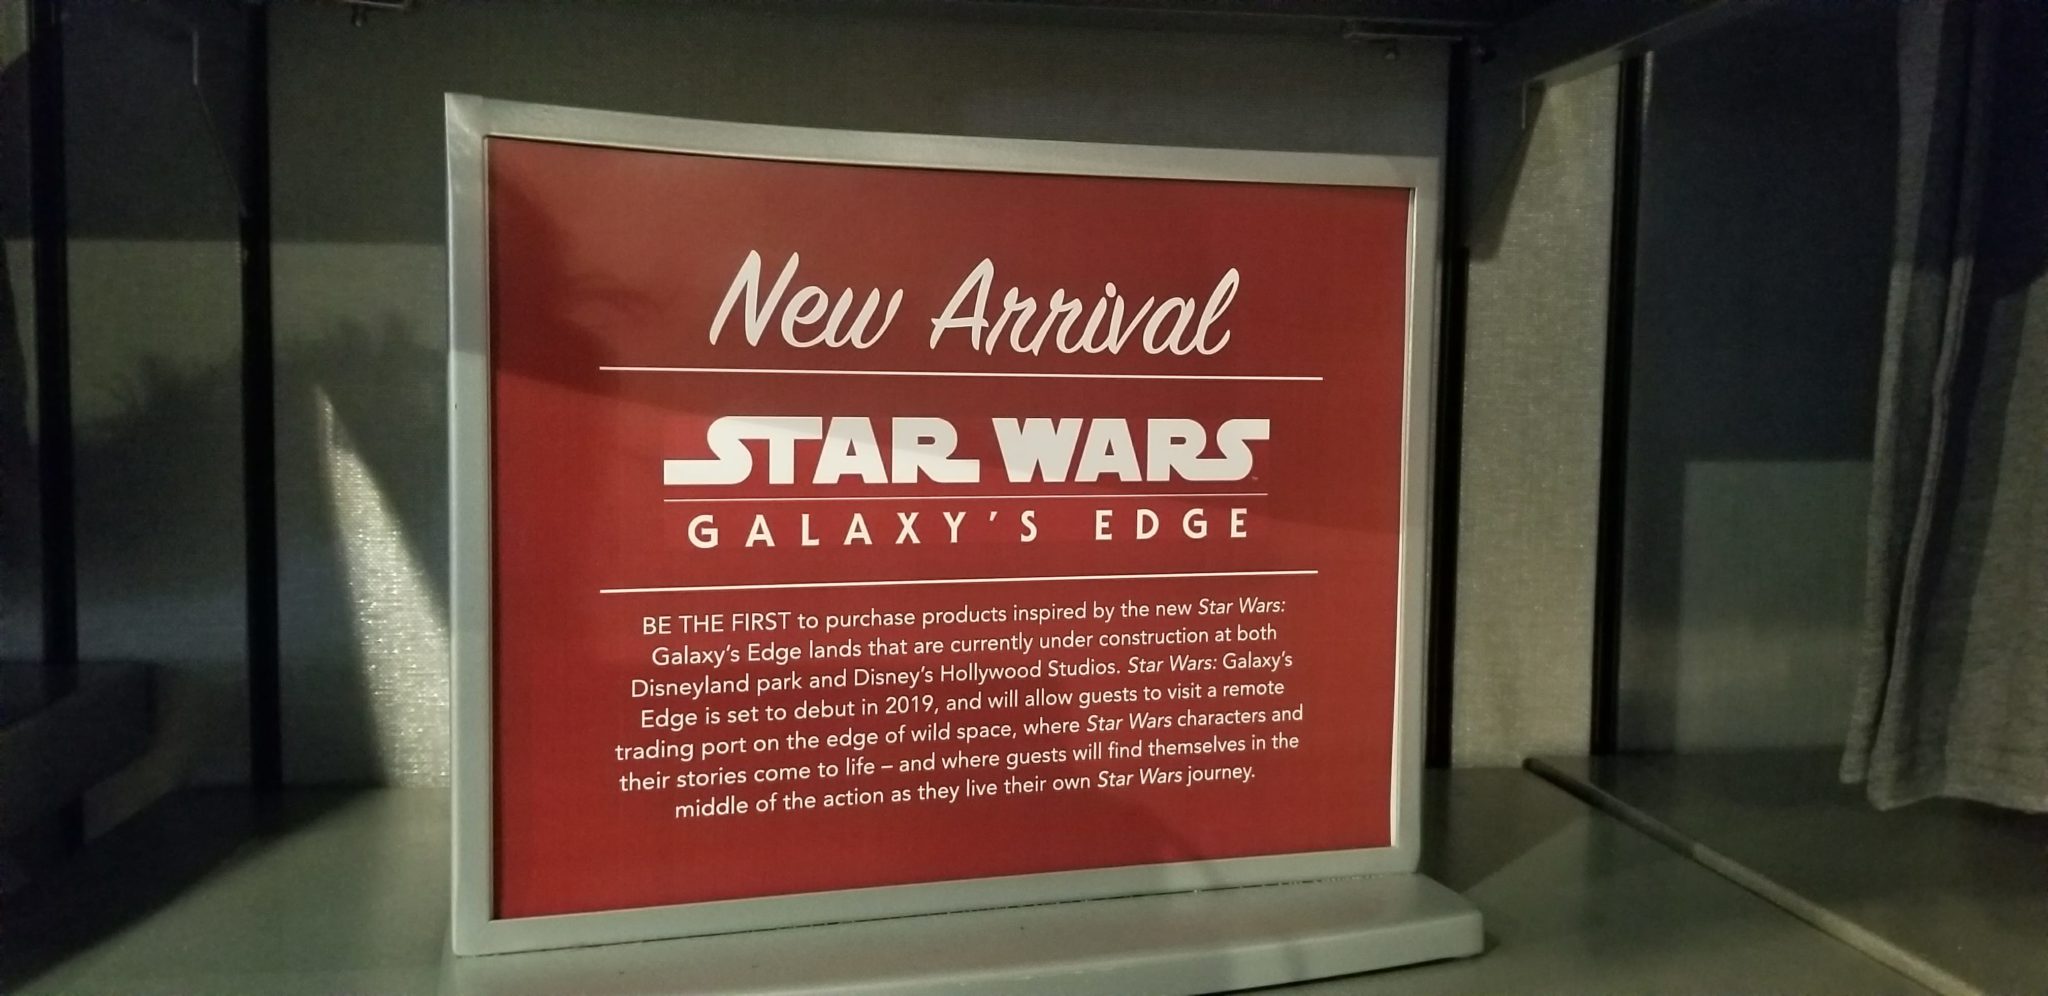 New Arrival
STAR WARS
GALAXY'S EDGE
BE THE FIRST to purchase products inspired by the new Star Wars:
Galaxy's Edge lands that are currently under construction at both
Disneyland park and Disney's Hollywood Studios. Star Wars: Galaxy's
Edge is set to debut in 2019, and will allow guests to visit a remote
trading port on the edge of wild space, where Star Wars characters and
their stories come to life – and where guests will find themselves in the
middle of the action as they live their own Star Wars journey.